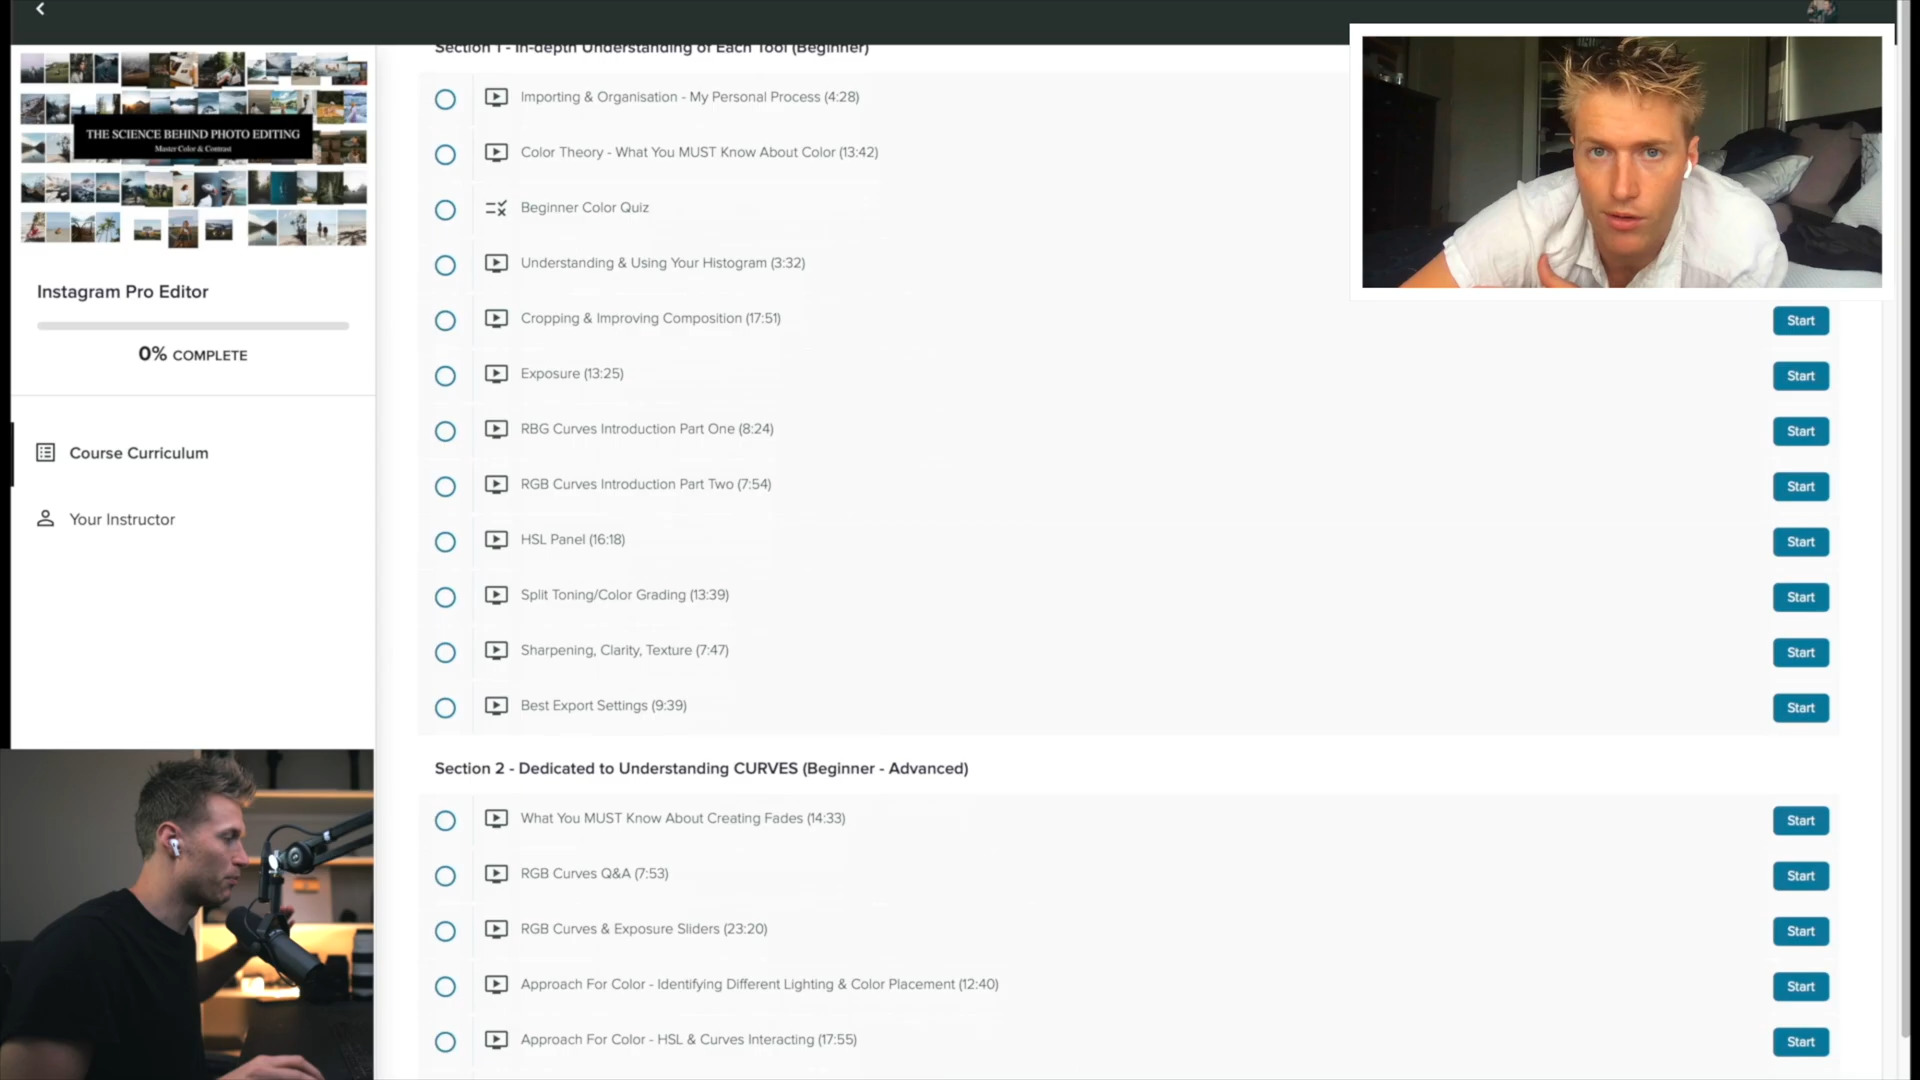 Section 1 - In-depth Understanding of Each Tool (Beginner)
Importing & Organisation - My Personal Process (4:28)
THE SCIENCE BEHIND PHOTO EDITING
Master Color & Contrast
Color Theory - What You MUST Know About Color (13:42)
Beginner Color Quiz
Understanding & Using Your Histogram (3:32)
Instagram Pro Editor
0% COMPLETE
Cropping & Improving Composition (17:51)
Start
Exposure (13:25)
Start
RBG Curves Introduction Part One (8:24)
Start
Course Curriculum
RGB Curves Introduction Part Two (7:54)
Start
Your Instructor
HSL Panel (16:18)
Start
Split Toning/Color Grading (13:39)
Start
Sharpening, Clarity, Texture (7:47)
Start
Best Export Settings (9:39)
Start
Section 2 - Dedicated to Understanding CURVES (Beginner - Advanced)
What You MUST Know About Creating Fades (14:33)
Start
RGB Curves Q&A (7:53)
Start
RGB Curves & Exposure Sliders (23:20)
Start
Approach For Color - Identifying Different Lighting & Color Placement (12:40)
Start
Approach For Color - HSL & Curves Interacting (17:55)
Start